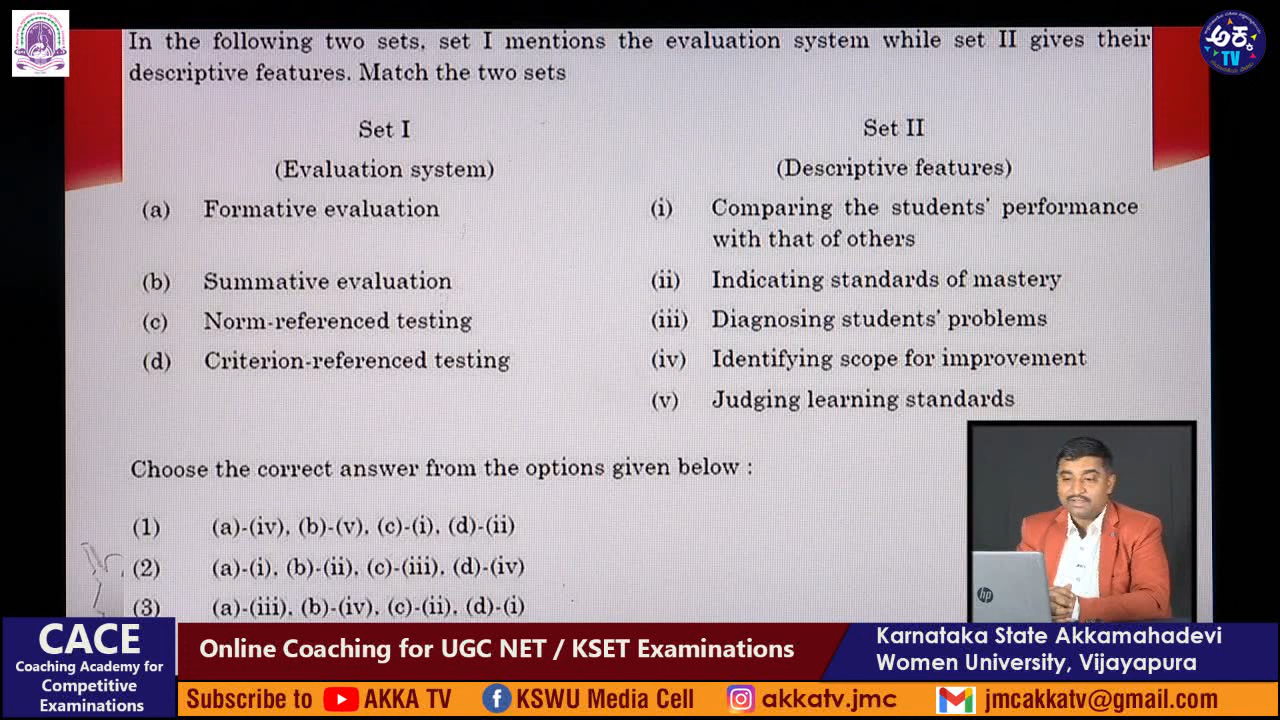 In the following two sets, set I mentions the evaluation system while set II gives their
descriptive features. Match the two sets
Set I
Set II
(Evaluation system)
(Descriptive features)
(a) Formative evaluation
(i) Comparing the students' performance
with that of others
(b) Summative evaluation
(ii) Indicating standards of mastery
(c) Norm-referenced testing
(iii) Diagnosing students' problems
(d) Criterion-referenced testing
(iv) Identifying scope for improvement
(v) Judging learning standards
Choose the correct answer from the options given below :
(1) (a)-(iv), (b)-(v), (c)-(i), (d)-(ii)
(2) (a)-(i), (b)-(ii), (c)-(iii), (d)-(iv)
(3) (a)-(iii), (b)-(iv), (c)-(ii), (d)-(i)
ಅಕ್ಕ
TV
hp
CACE
Coaching Academy for
Competitive
Examinations
Online Coaching for UGC NET / KSET Examinations
Karnataka State Akkamahadevi
Women University, Vijayapura
Subscribe to AKKA TV KSWU Media Cell akkatv.jmc jmcakkatv@gmail.com